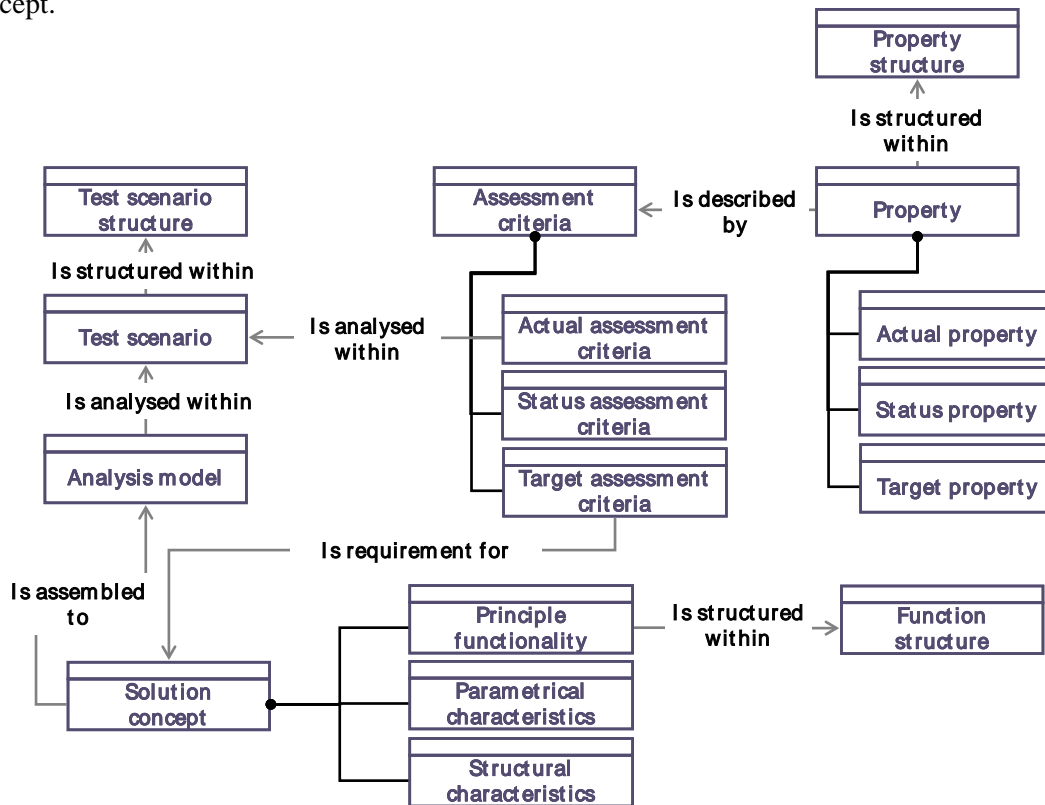 cept.
Property
structure
Is structured
within
Test scenario
structure
Assessment
criteria
Is described
by
Property
Is structured within
Test scenario
Is analysed
within
Actual assessment
criteria
Actual property
Is analysed within
Status assessment
criteria
Status property
Analysis model
Target assessment
criteria
Target property
Is requirement for
Is assembled
to
Principle
functionality
Is structured
within
Function
structure
Solution
concept
Parametrical
characteristics
Structural
characteristics